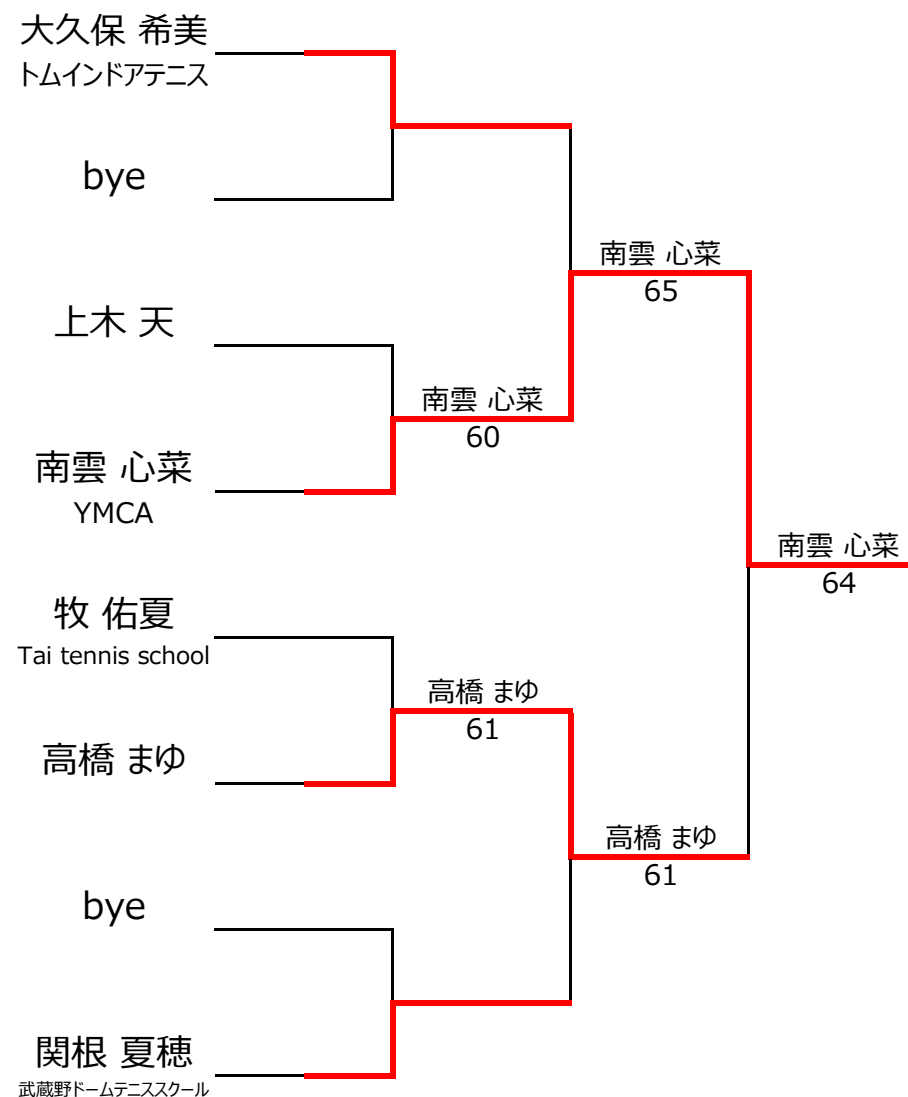 大久保 希美
トムインドアテニス
bye
上木 天
南雲 心菜
YMCA
牧 佑夏
Tai tennis school
高橋 まゆ
bye
関根 夏穂
武蔵野ドームテニススクール
南雲 心菜
60
高橋 まゆ
61
南雲 心菜
65
高橋 まゆ
61
南雲 心菜
64